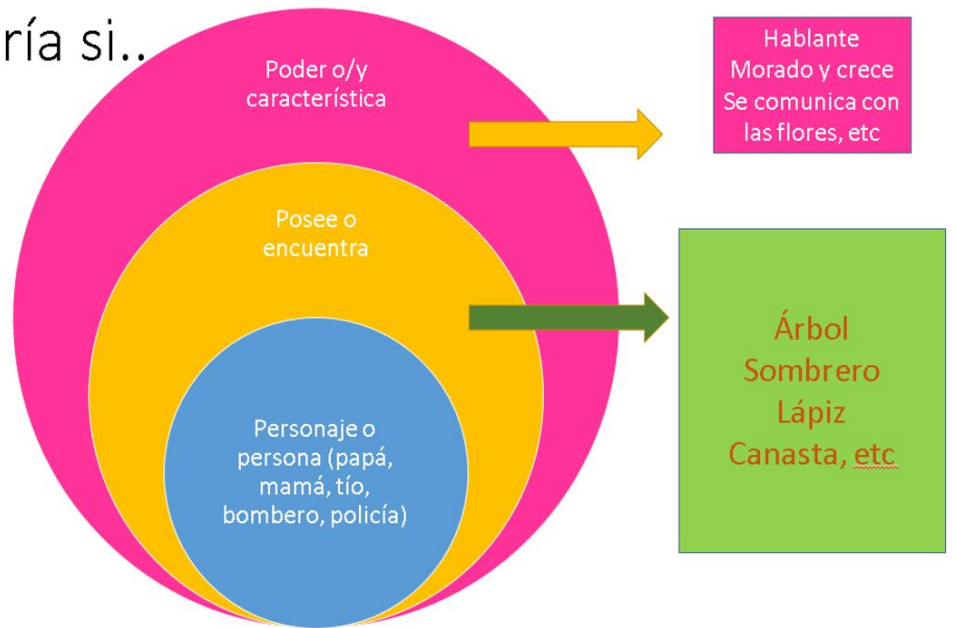 ría si..
Poder o/y
característica
Hablante
Morado y crece
Se comunica con
las flores, etc
Posee o
encuentra
Árbol
Sombrero
Lápiz
Canasta, etc
Personaje o
persona (papá,
mamá, tío,
bombero, policía)